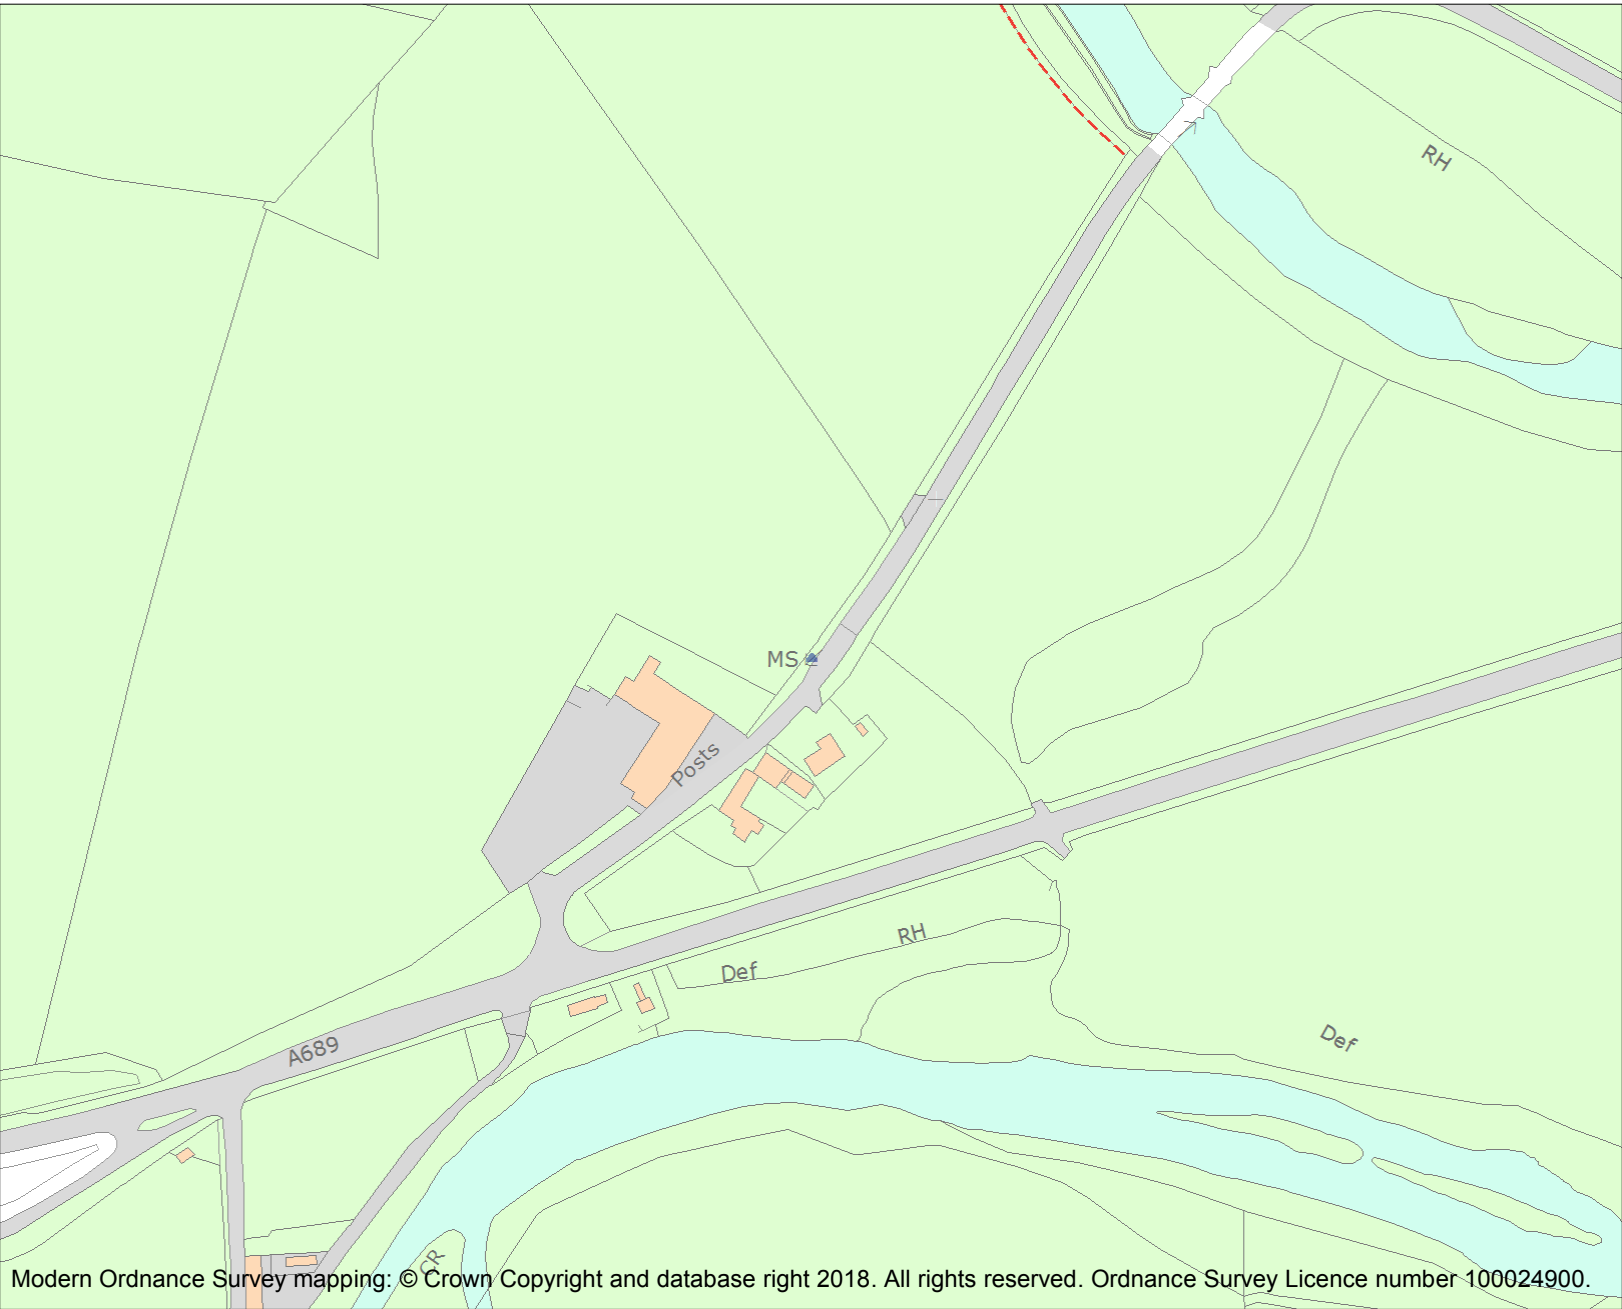 RH
MS
Posts
RH
Def
Def
A689
CR
Modern Ordnance Survey mapping: © Crown Copyright and database right 2018. All rights reserved. Ordnance Survey Licence number 100024900.